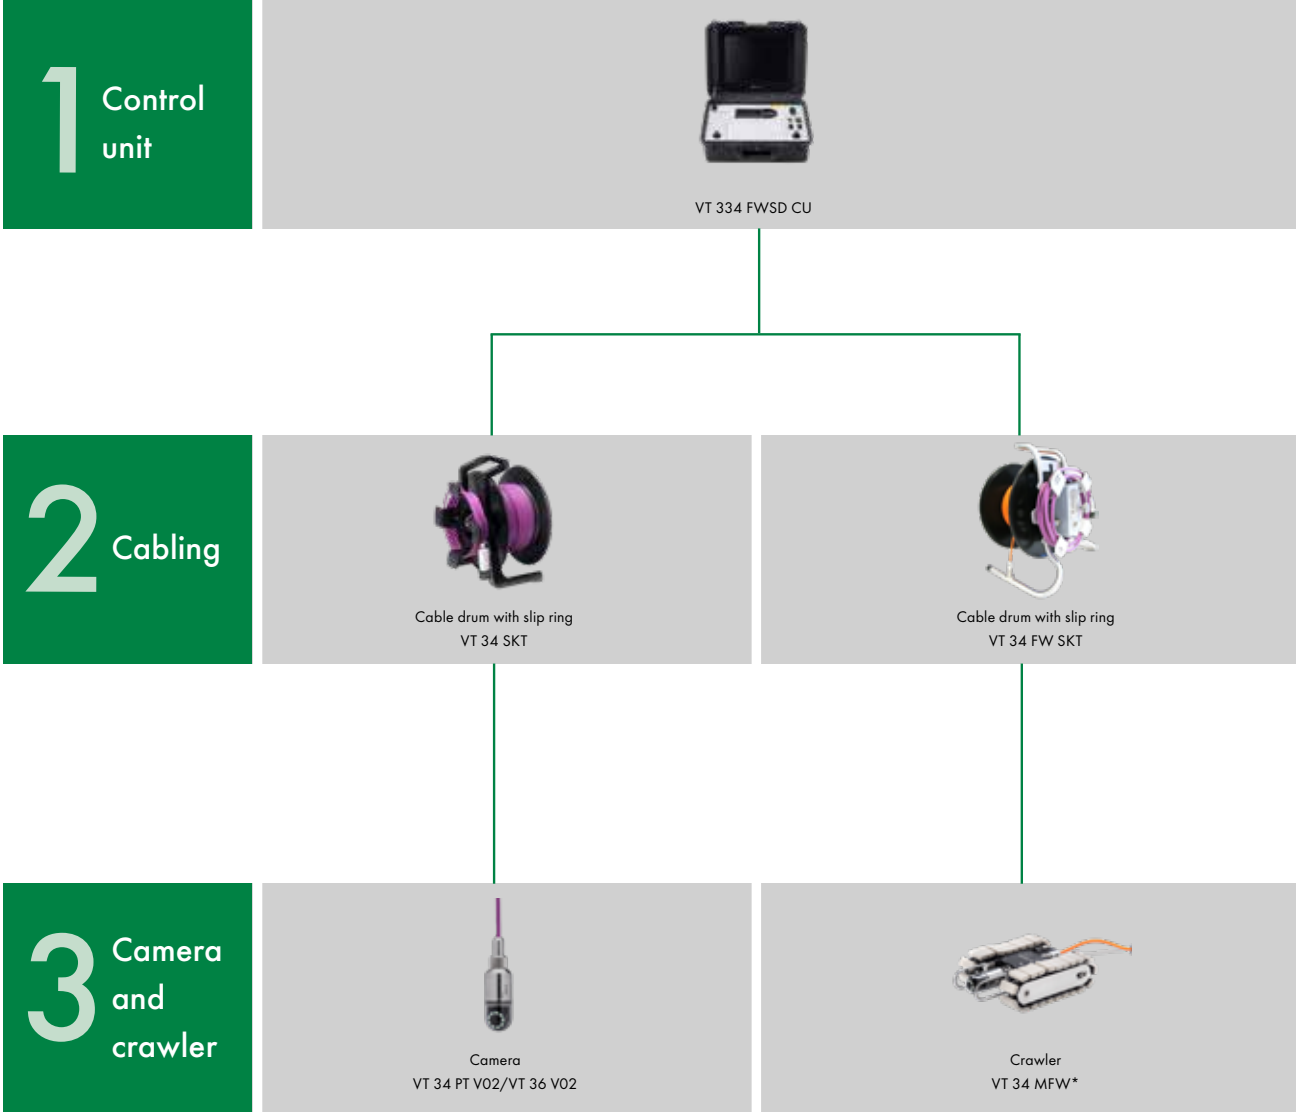 1
Control
unit
VT 334 FWSD CU
2
Cabling
Cable drum with slip ring
VT 34 SKT
Cable drum with slip ring
VT 34 FW SKT
3
Camera
and
crawler
Camera
VT 34 PT V02/VT 36 V02
Crawler
VT 34 MFW*